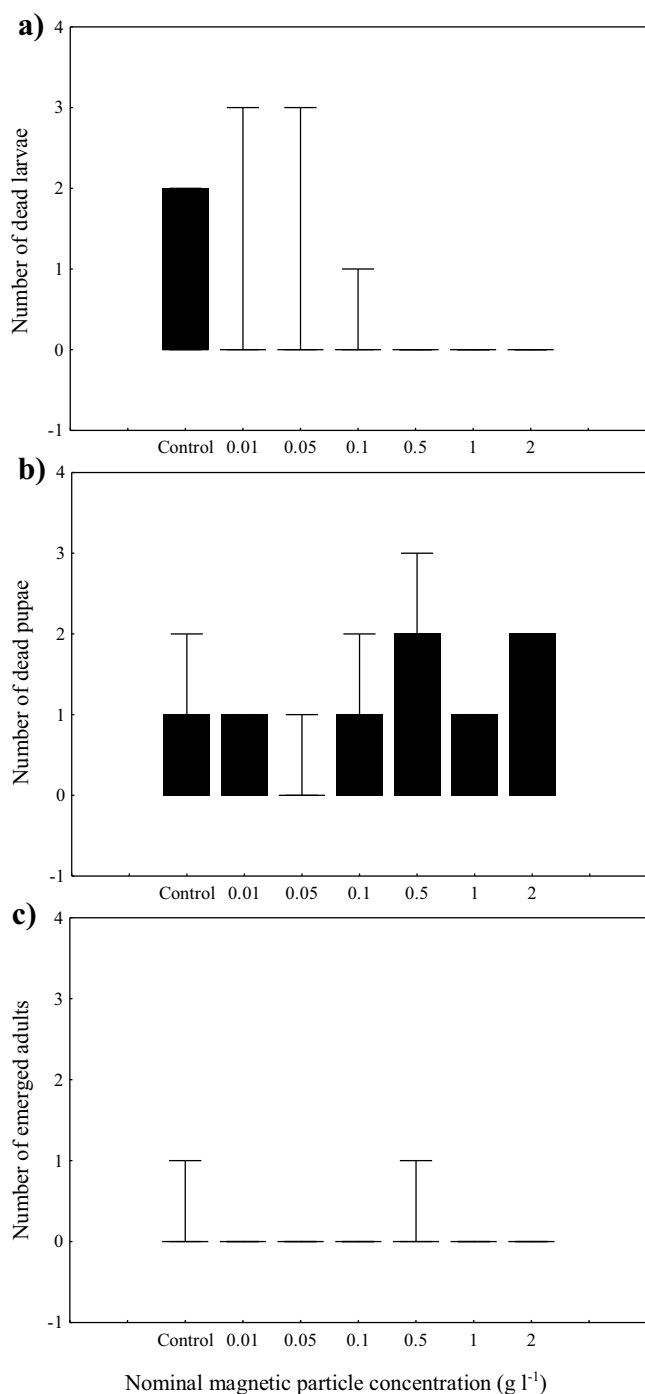 a)
Number of dead larvae
4
3
2
1
0
-1
Control 0.01 0.05 0.1 0.5 1 2
b)
Number of dead pupae
4
3
2
1
0
-1
Control 0.01 0.05 0.1 0.5 1 2
c)
Number of emerged adults
4
3
2
1
0
-1
Control 0.01 0.05 0.1 0.5 1 2
Nominal magnetic particle concentration (g l⁻¹)